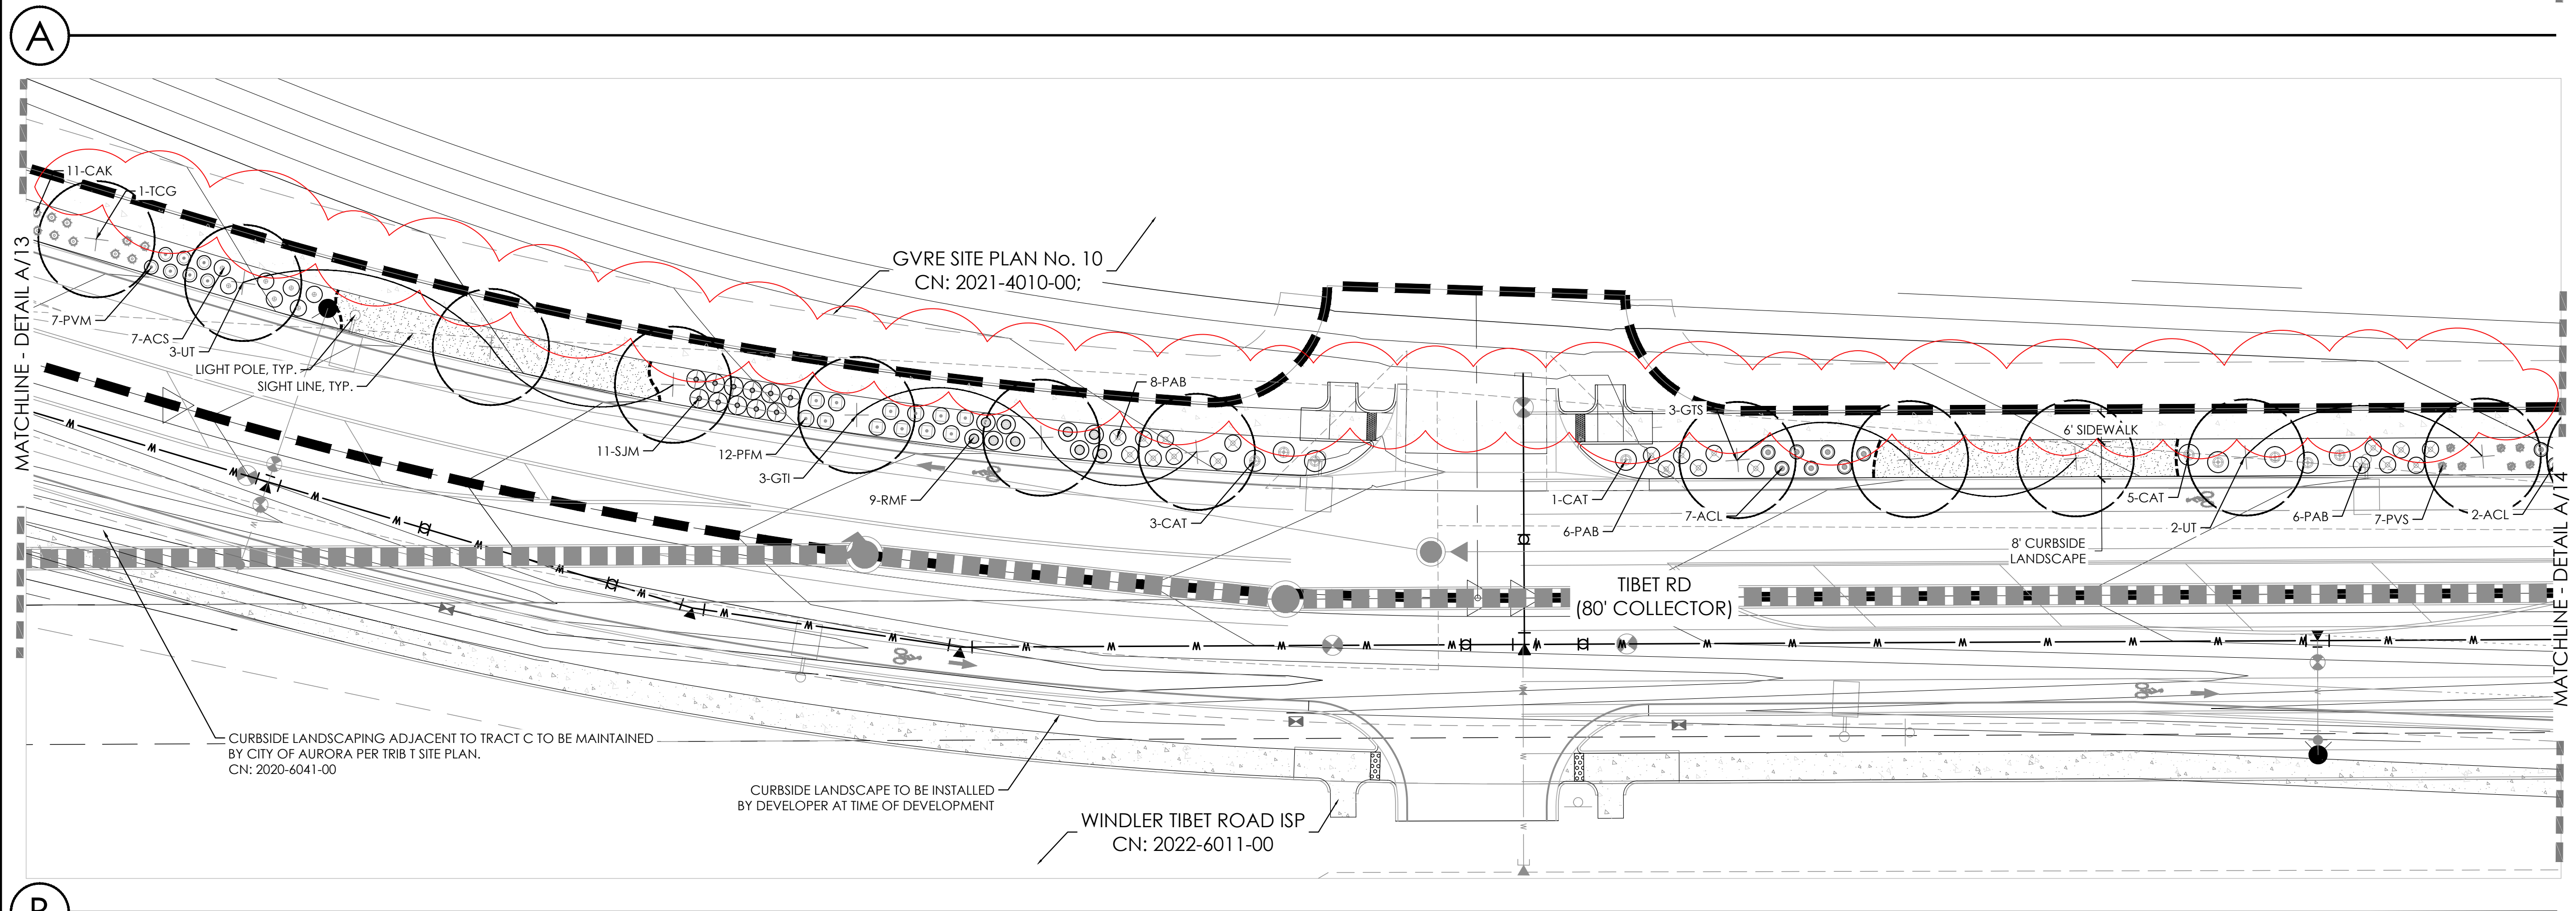 A
MATCHLINE - DETAIL A/13
11-CAK
1-TCG
7-PVM
7-ACS
3-UT
LIGHT POLE, TYP.
SIGHT LINE, TYP.
GVRE SITE PLAN No. 10
CN: 2021-4010-00;
11-SJM
12-PFM
3-GTI
9-RMF
8-PAB
3-CAT
3-GTS
1-CAT
6-PAB
7-ACL
6' SIDEWALK
8' CURBSIDE
LANDSCAPE
5-CAT
2-UT
6-PAB
7-PVS
2-ACL
MATCHLINE - DETAIL A/14
TIBET RD
(80' COLLECTOR)
W W W W W W W W W W W W W W W W W W W W W W W
CURBSIDE LANDSCAPING ADJACENT TO TRACT C TO BE MAINTAINED
BY CITY OF AURORA PER TRIB T SITE PLAN.
CN: 2020-6041-00
CURBSIDE LANDSCAPE TO BE INSTALLED
BY DEVELOPER AT TIME OF DEVELOPMENT
WINDLER TIBET ROAD ISP
CN: 2022-6011-00